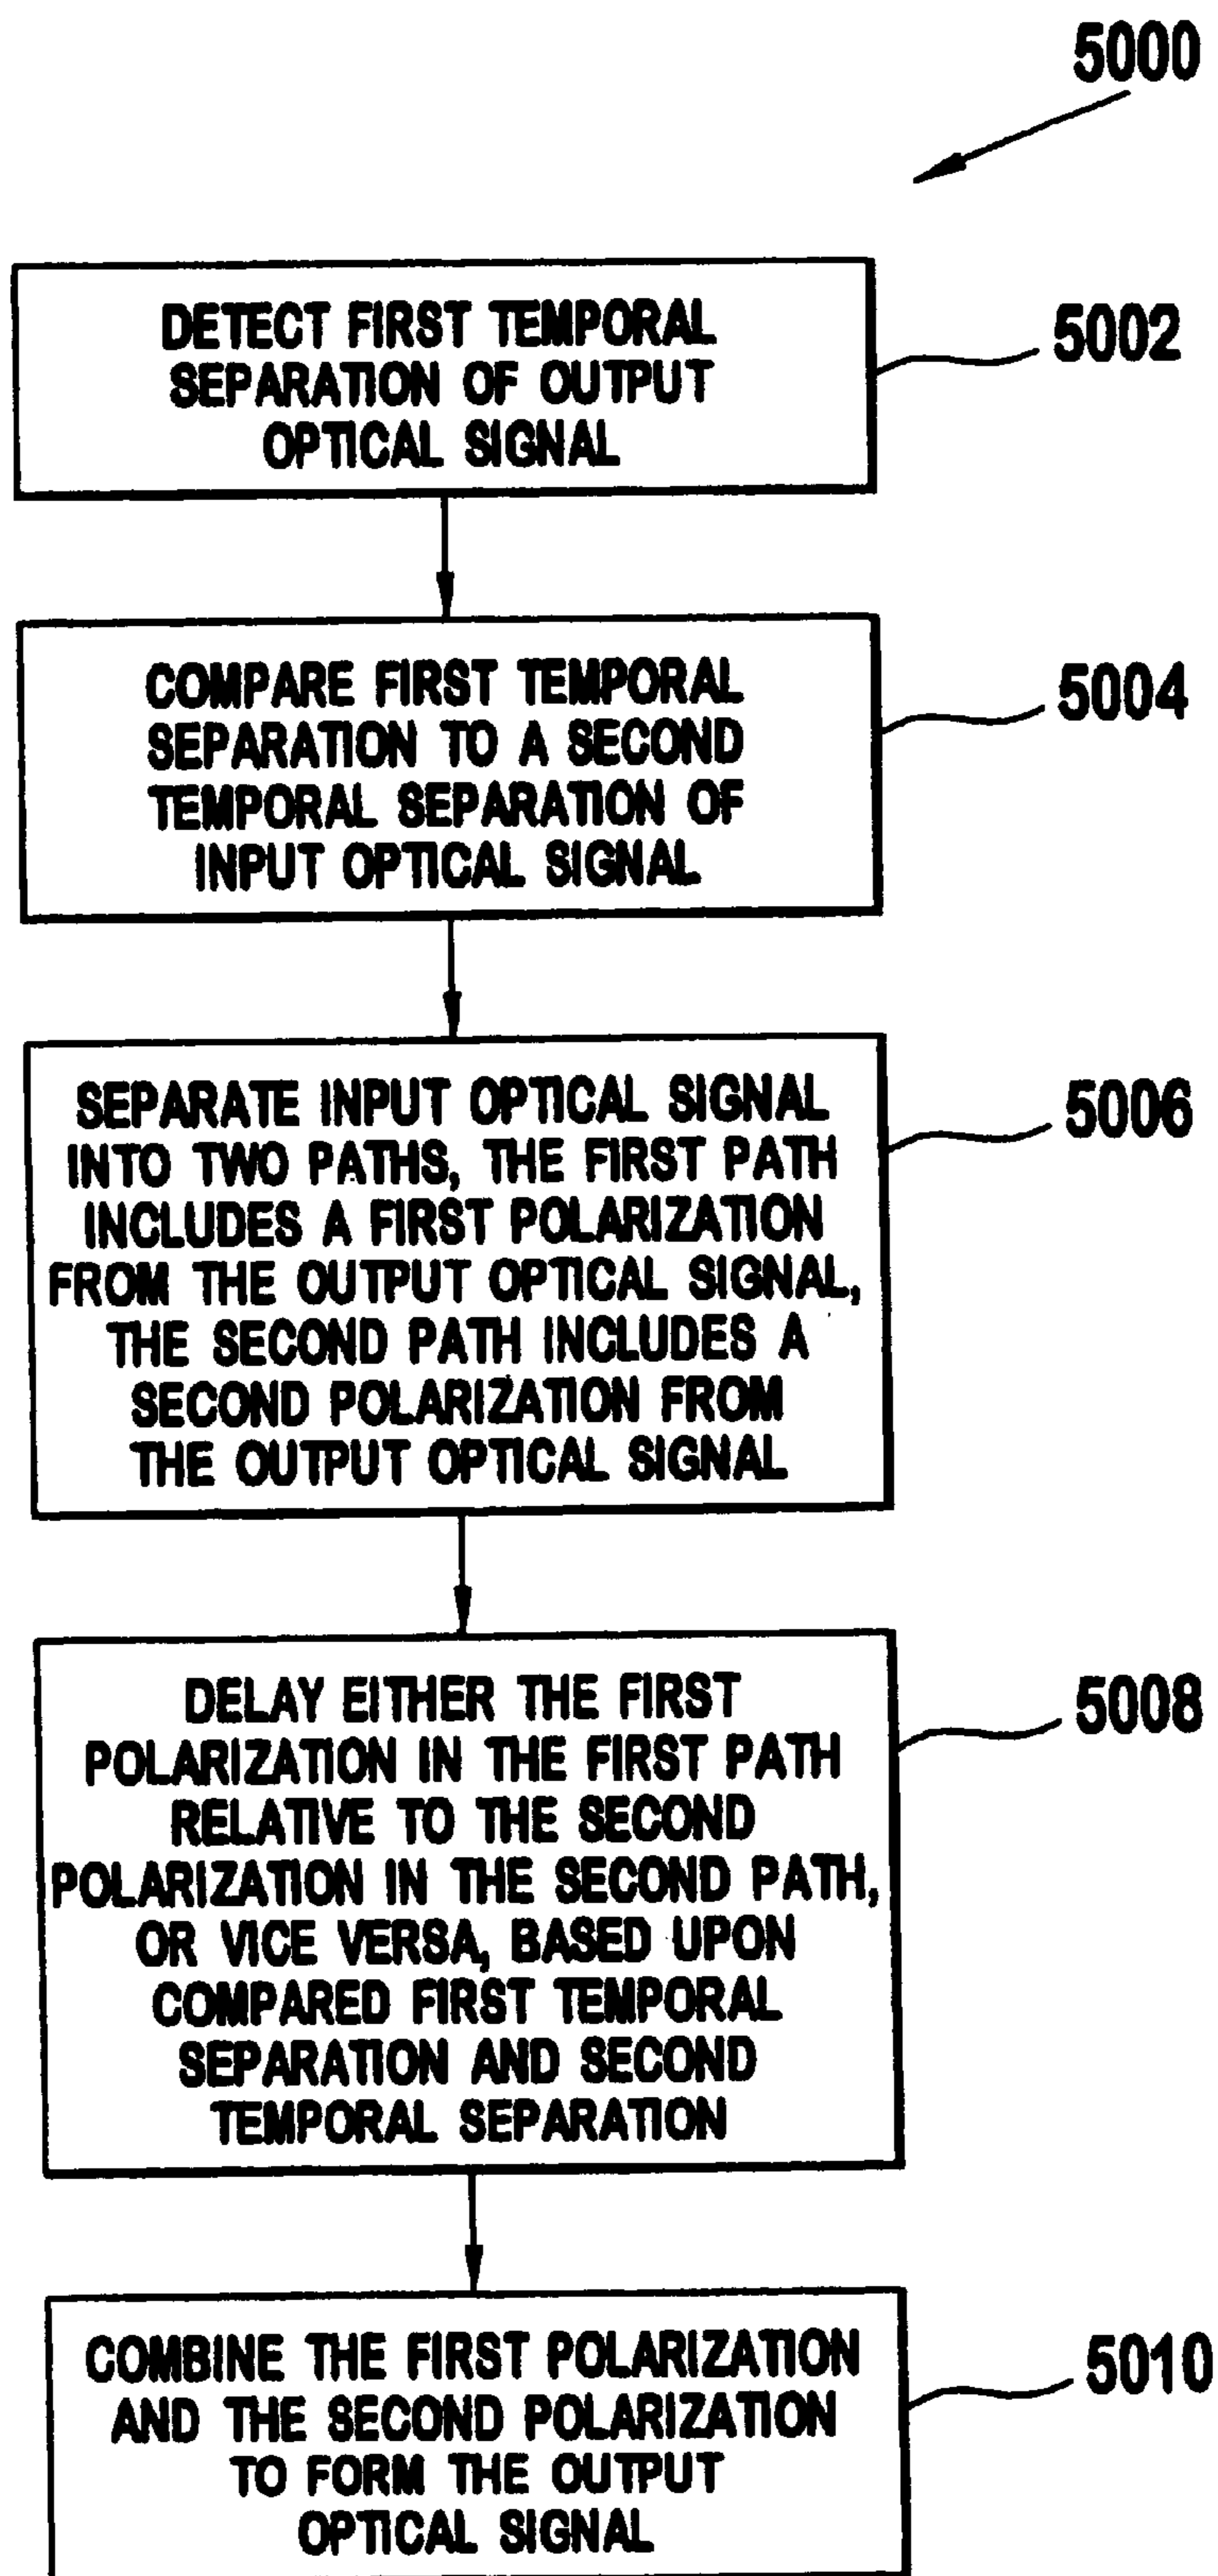 5000
DETECT FIRST TEMPORAL
SEPARATION OF OUTPUT
OPTICAL SIGNAL
5002
COMPARE FIRST TEMPORAL
SEPARATION TO A SECOND
TEMPORAL SEPARATION OF
INPUT OPTICAL SIGNAL
5004
SEPARATE INPUT OPTICAL SIGNAL
INTO TWO PATHS, THE FIRST PATH
INCLUDES A FIRST POLARIZATION
FROM THE OUTPUT OPTICAL SIGNAL,
THE SECOND PATH INCLUDES A
SECOND POLARIZATION FROM
THE OUTPUT OPTICAL SIGNAL
5006
DELAY EITHER THE FIRST
POLARIZATION IN THE FIRST PATH
RELATIVE TO THE SECOND
POLARIZATION IN THE SECOND PATH,
OR VICE VERSA, BASED UPON
COMPARED FIRST TEMPORAL
SEPARATION AND SECOND
TEMPORAL SEPARATION
5008
COMBINE THE FIRST POLARIZATION
AND THE SECOND POLARIZATION
TO FORM THE OUTPUT
OPTICAL SIGNAL
5010